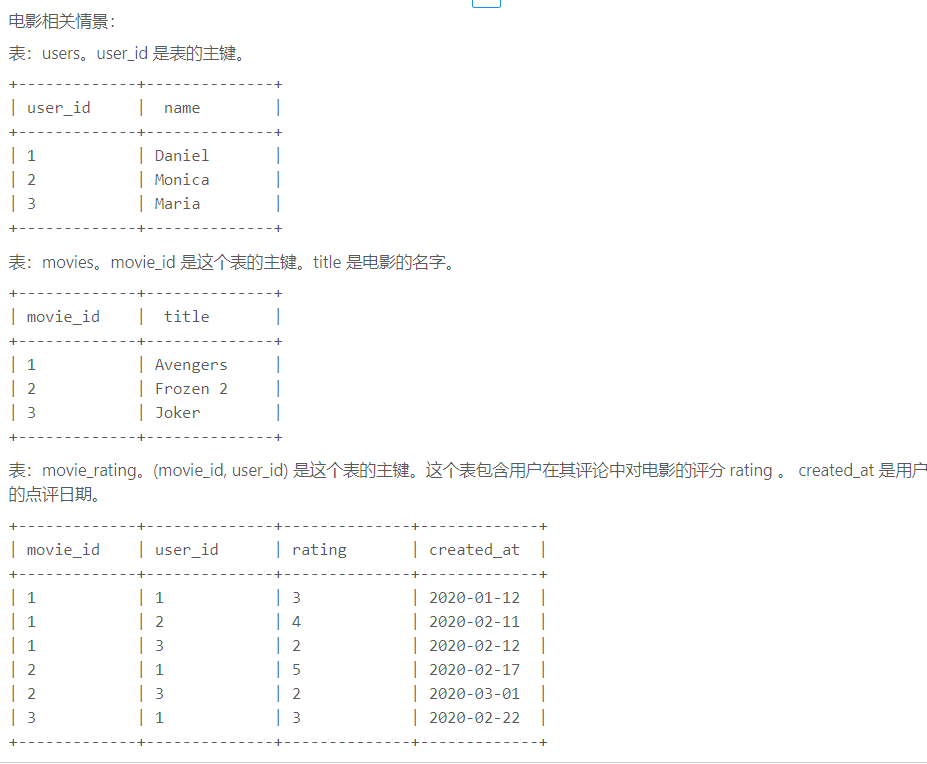 电影相关情景：
表：users。user_id 是表的主键。
+-------------+--------------+
| user_id     |  name        |
+-------------+--------------+
| 1           | Daniel       |
| 2           | Monica       |
| 3           | Maria        |
+-------------+--------------+
表：movies。movie_id 是这个表的主键。title 是电影的名字。
+-------------+--------------+
| movie_id    |  title       |
+-------------+--------------+
| 1           | Avengers     |
| 2           | Frozen 2     |
| 3           | Joker        |
+-------------+--------------+
表：movie_rating。(movie_id, user_id) 是这个表的主键。这个表包含用户在其评论中对电影的评分 rating 。 created_at 是用户
的点评日期。
+-------------+--------------+--------------+-------------+
| movie_id    | user_id      | rating       | created_at  |
+-------------+--------------+--------------+-------------+
| 1           | 1            | 3            | 2020-01-12  |
| 1           | 2            | 4            | 2020-02-11  |
| 1           | 3            | 2            | 2020-02-12  |
| 2           | 1            | 5            | 2020-02-17  |
| 2           | 3            | 2            | 2020-03-01  |
| 3           | 1            | 3            | 2020-02-22  |
+-------------+--------------+--------------+-------------+